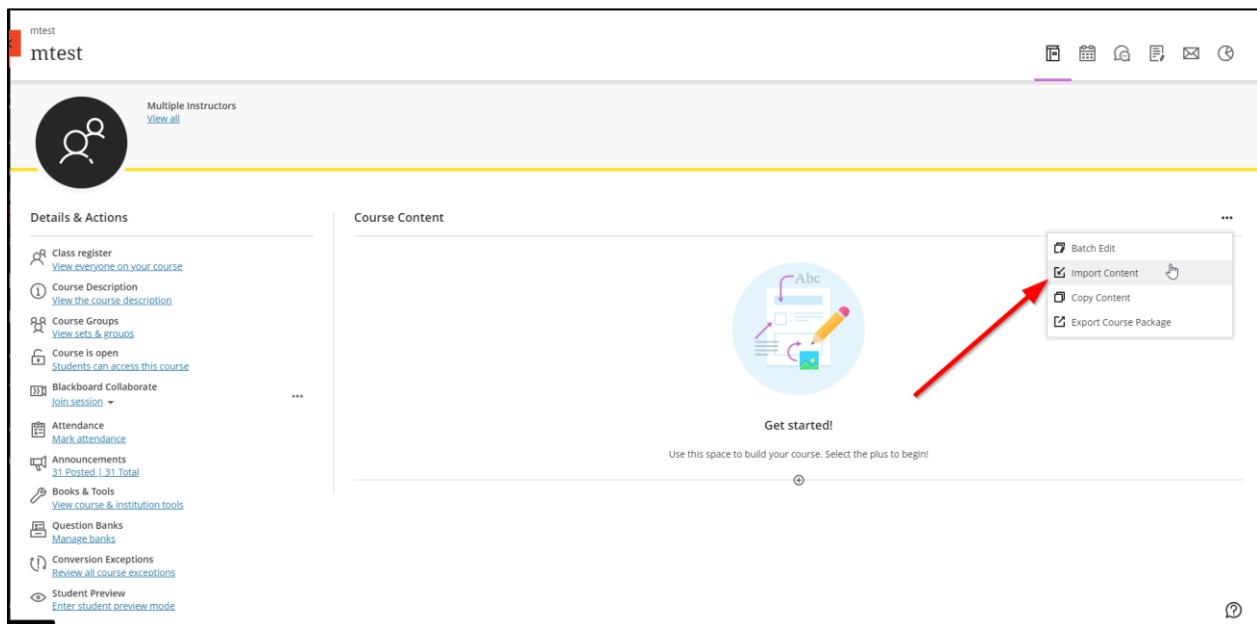 mtest
mtest
Multiple Instructors
View all
Details & Actions
Class register
View everyone on your course
Course Description
View the course description
Course Groups
View sets & groups
Course is open
Students can access this course
Blackboard Collaborate
Join session
Attendance
Mark attendance
Announcements
31 Posted | 31 Total
Books & Tools
View course & institution tools
Question Banks
Manage banks
Conversion Exceptions
Review all course exceptions
Student Preview
Enter student preview mode
Course Content
Batch Edit
Import Content
Copy Content
Export Course Package
Abc
Get started!
Use this space to build your course. Select the plus to begin!